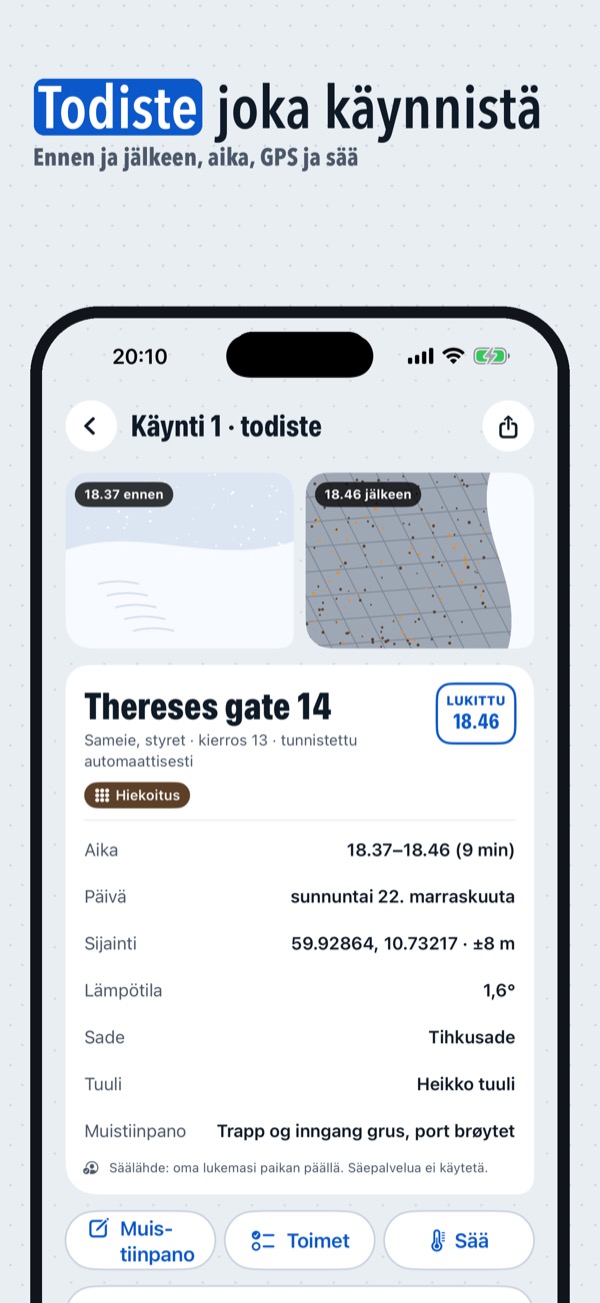 Todiste joka käynnistä
Ennen ja jälkeen, aika, GPS ja sää
20:10
Käynti 1 · todiste
18.37 ennen
18.46 jälkeen
Thereses gate 14
LUKITTU
18.46
Sameie, styret · kierros 13 · tunnistettu
automaattisesti
Hiekoitus
Aika 18.37–18.46 (9 min)
Päivä sunnuntai 22. marraskuuta
Sijainti 59.92864, 10.73217 · ±8 m
Lämpötila 1,6°
Sade Tihkusade
Tuuli Heikko tuuli
Muistiinpano Trapp og inngang grus, port brøytet
Säälähde: oma lukemasi paikan päällä. Sääpalvelua ei käytetä.
Muis-
tiinpano
Toimet
Sää